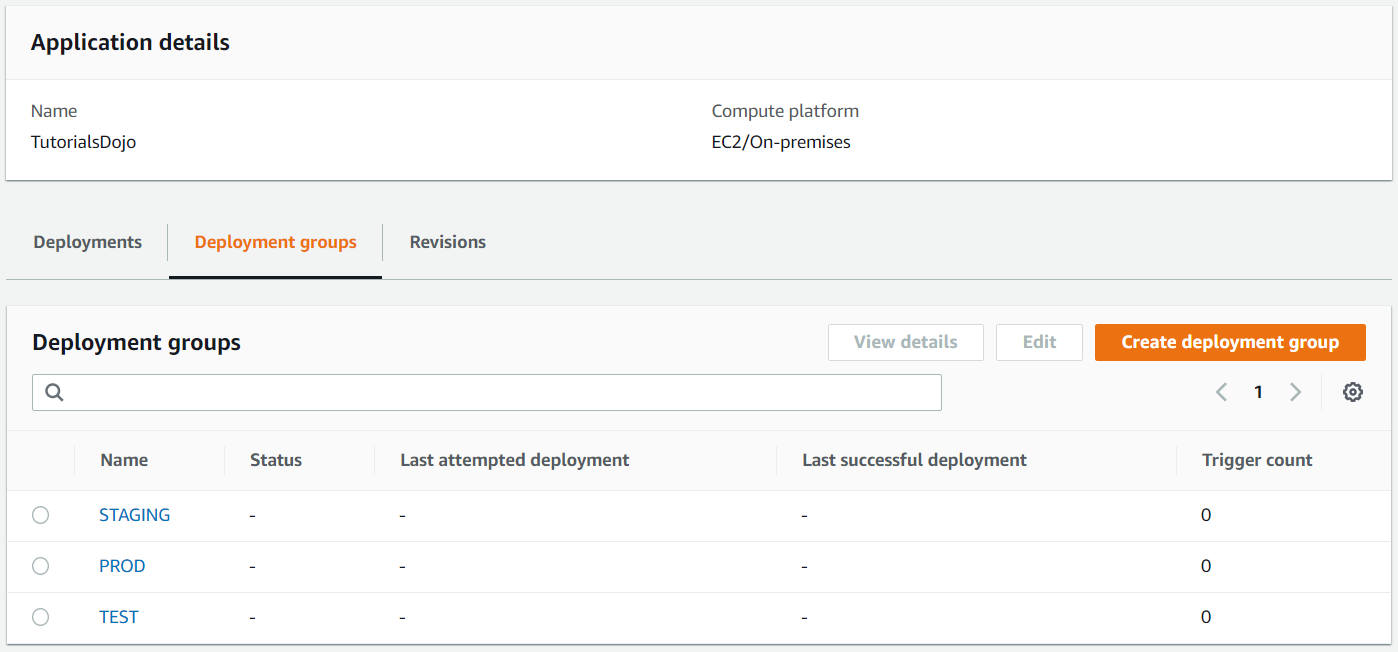 Application details
Name Compute platform
TutorialsDojo EC2/On-premises
Deployments Deployment groups Revisions
Deployment groups View details Edit Create deployment group
1
Name Status Last attempted deployment Last successful deployment Trigger count
STAGING - - - 0
PROD - - - 0
TEST - - - 0